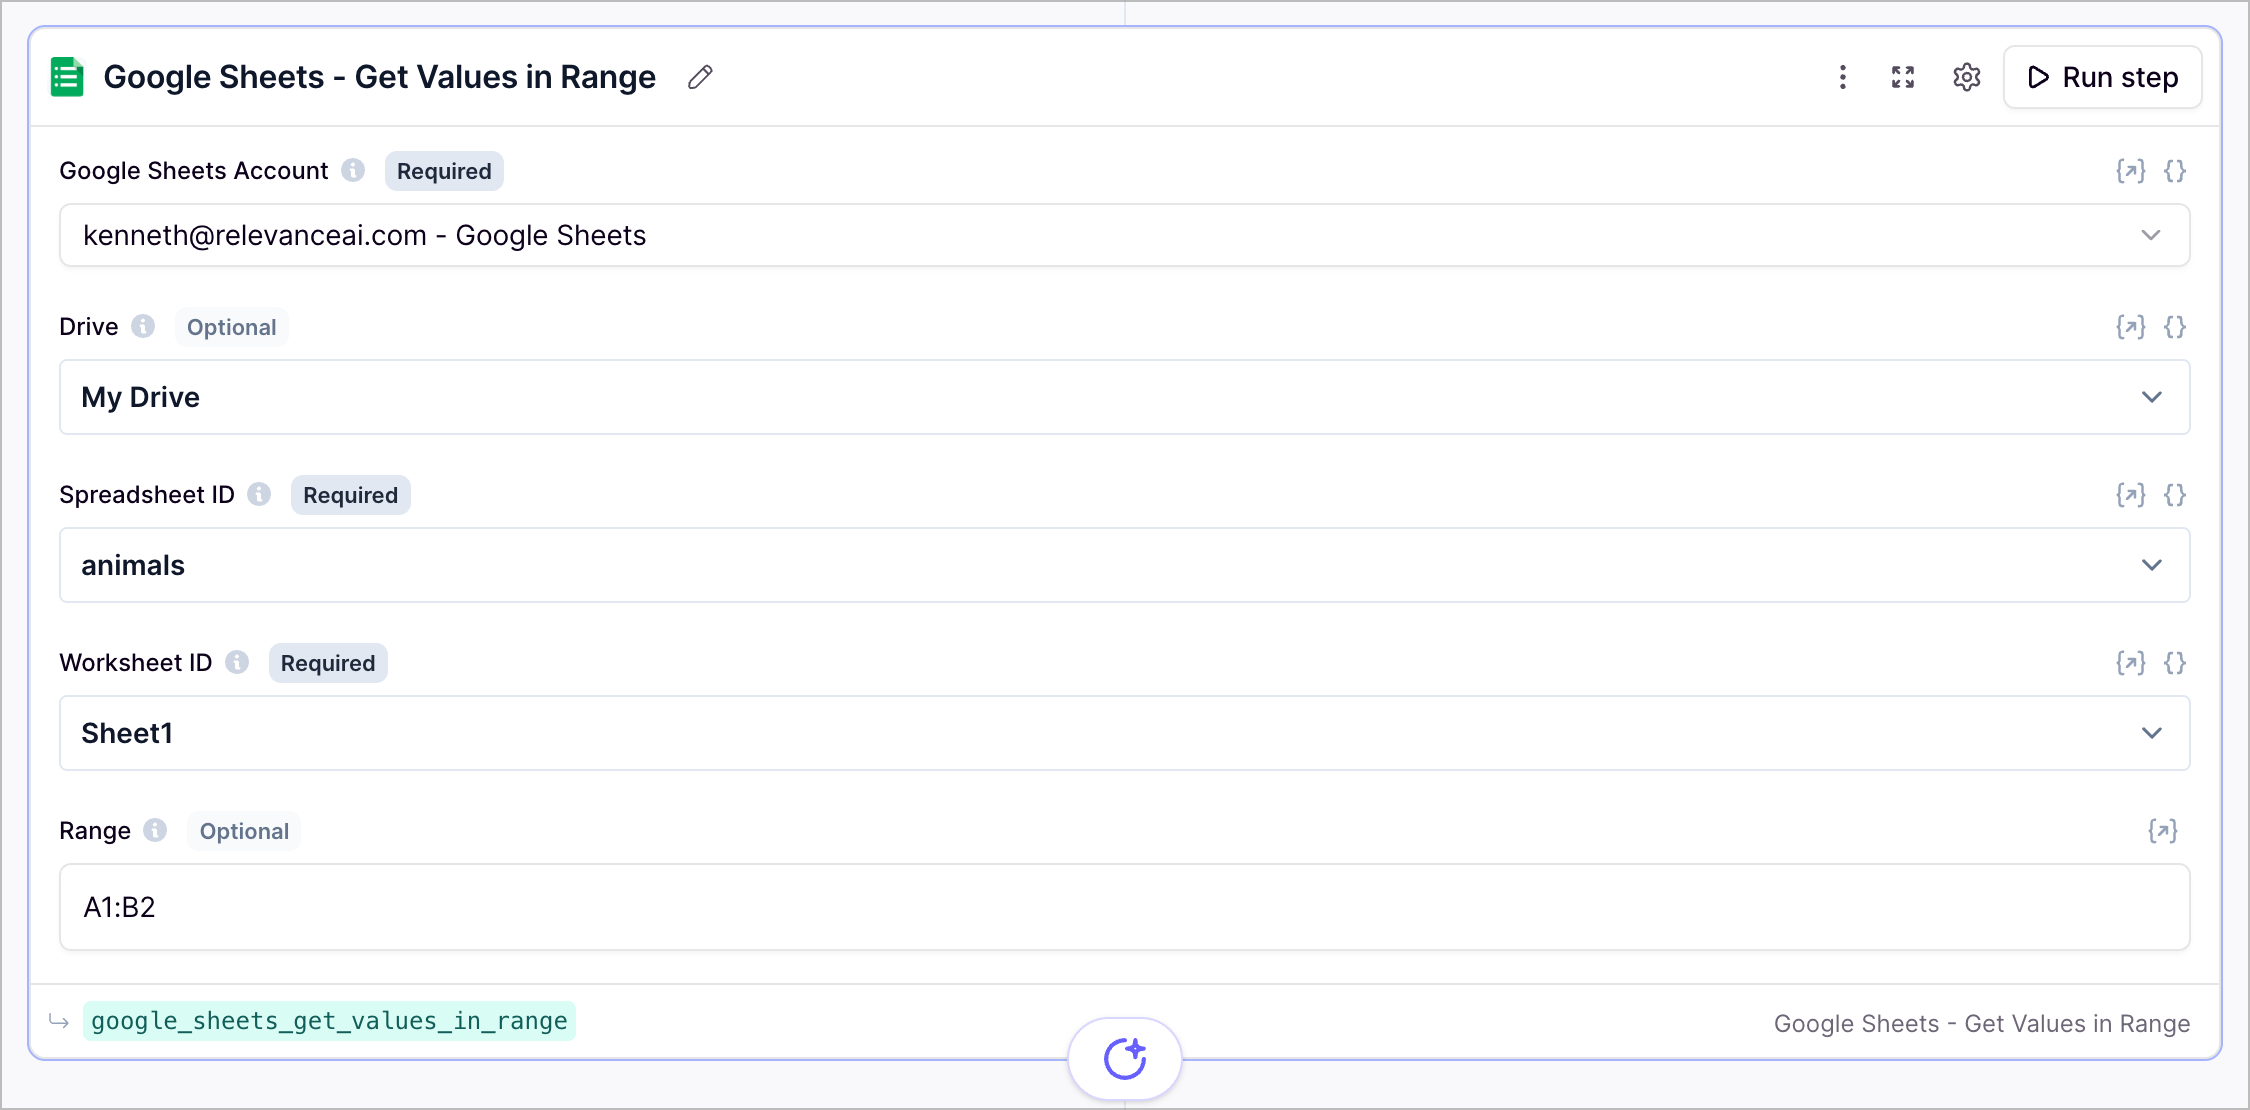 Google Sheets - Get Values in Range
Run step
Google Sheets Account Required
kenneth@relevanceai.com - Google Sheets
Drive Optional
My Drive
Spreadsheet ID Required
animals
Worksheet ID Required
Sheet1
Range Optional
A1:B2
google_sheets_get_values_in_range
Google Sheets - Get Values in Range